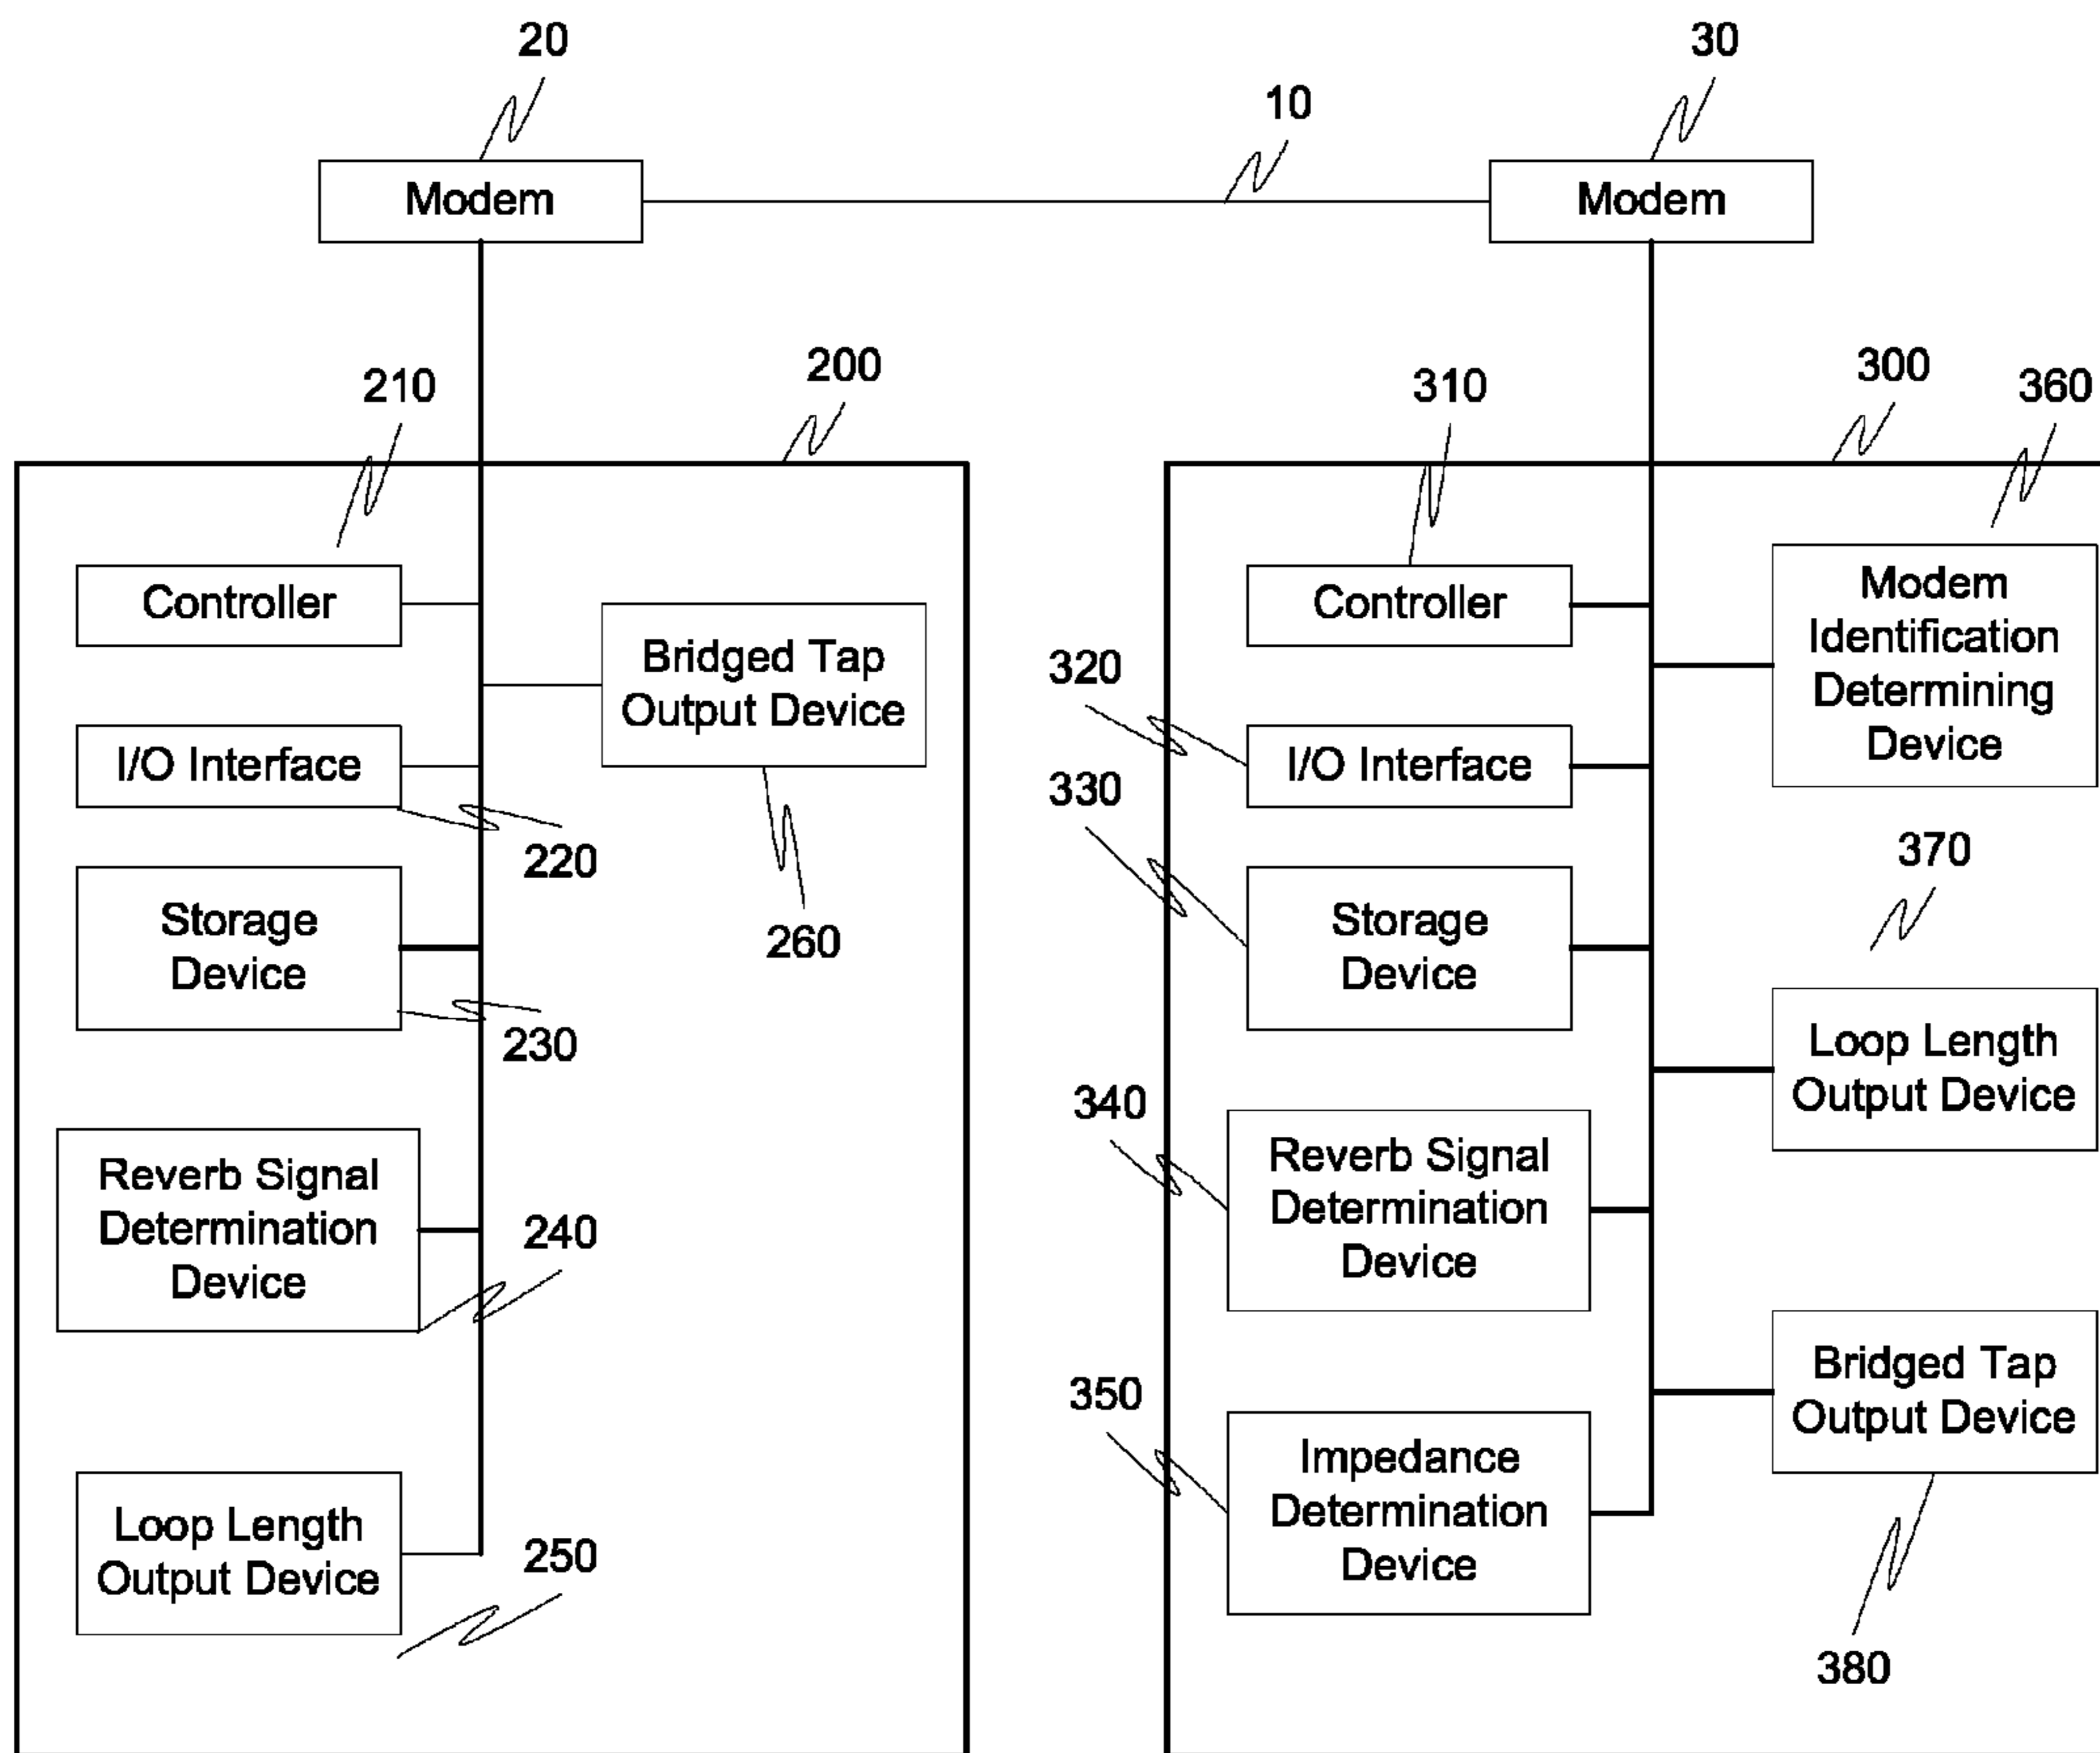 20
30
10
Modem
Modem
210
200
310
300
360
Controller
Bridged Tap
Output Device
I/O Interface
220
260
Storage
Device
230
Reverb Signal
Determination
Device
240
Loop Length
Output Device
250
Controller
320
I/O Interface
330
Storage
Device
340
Reverb Signal
Determination
Device
350
Impedance
Determination
Device
Modem
Identification
Determining
Device
370
Loop Length
Output Device
Bridged Tap
Output Device
380